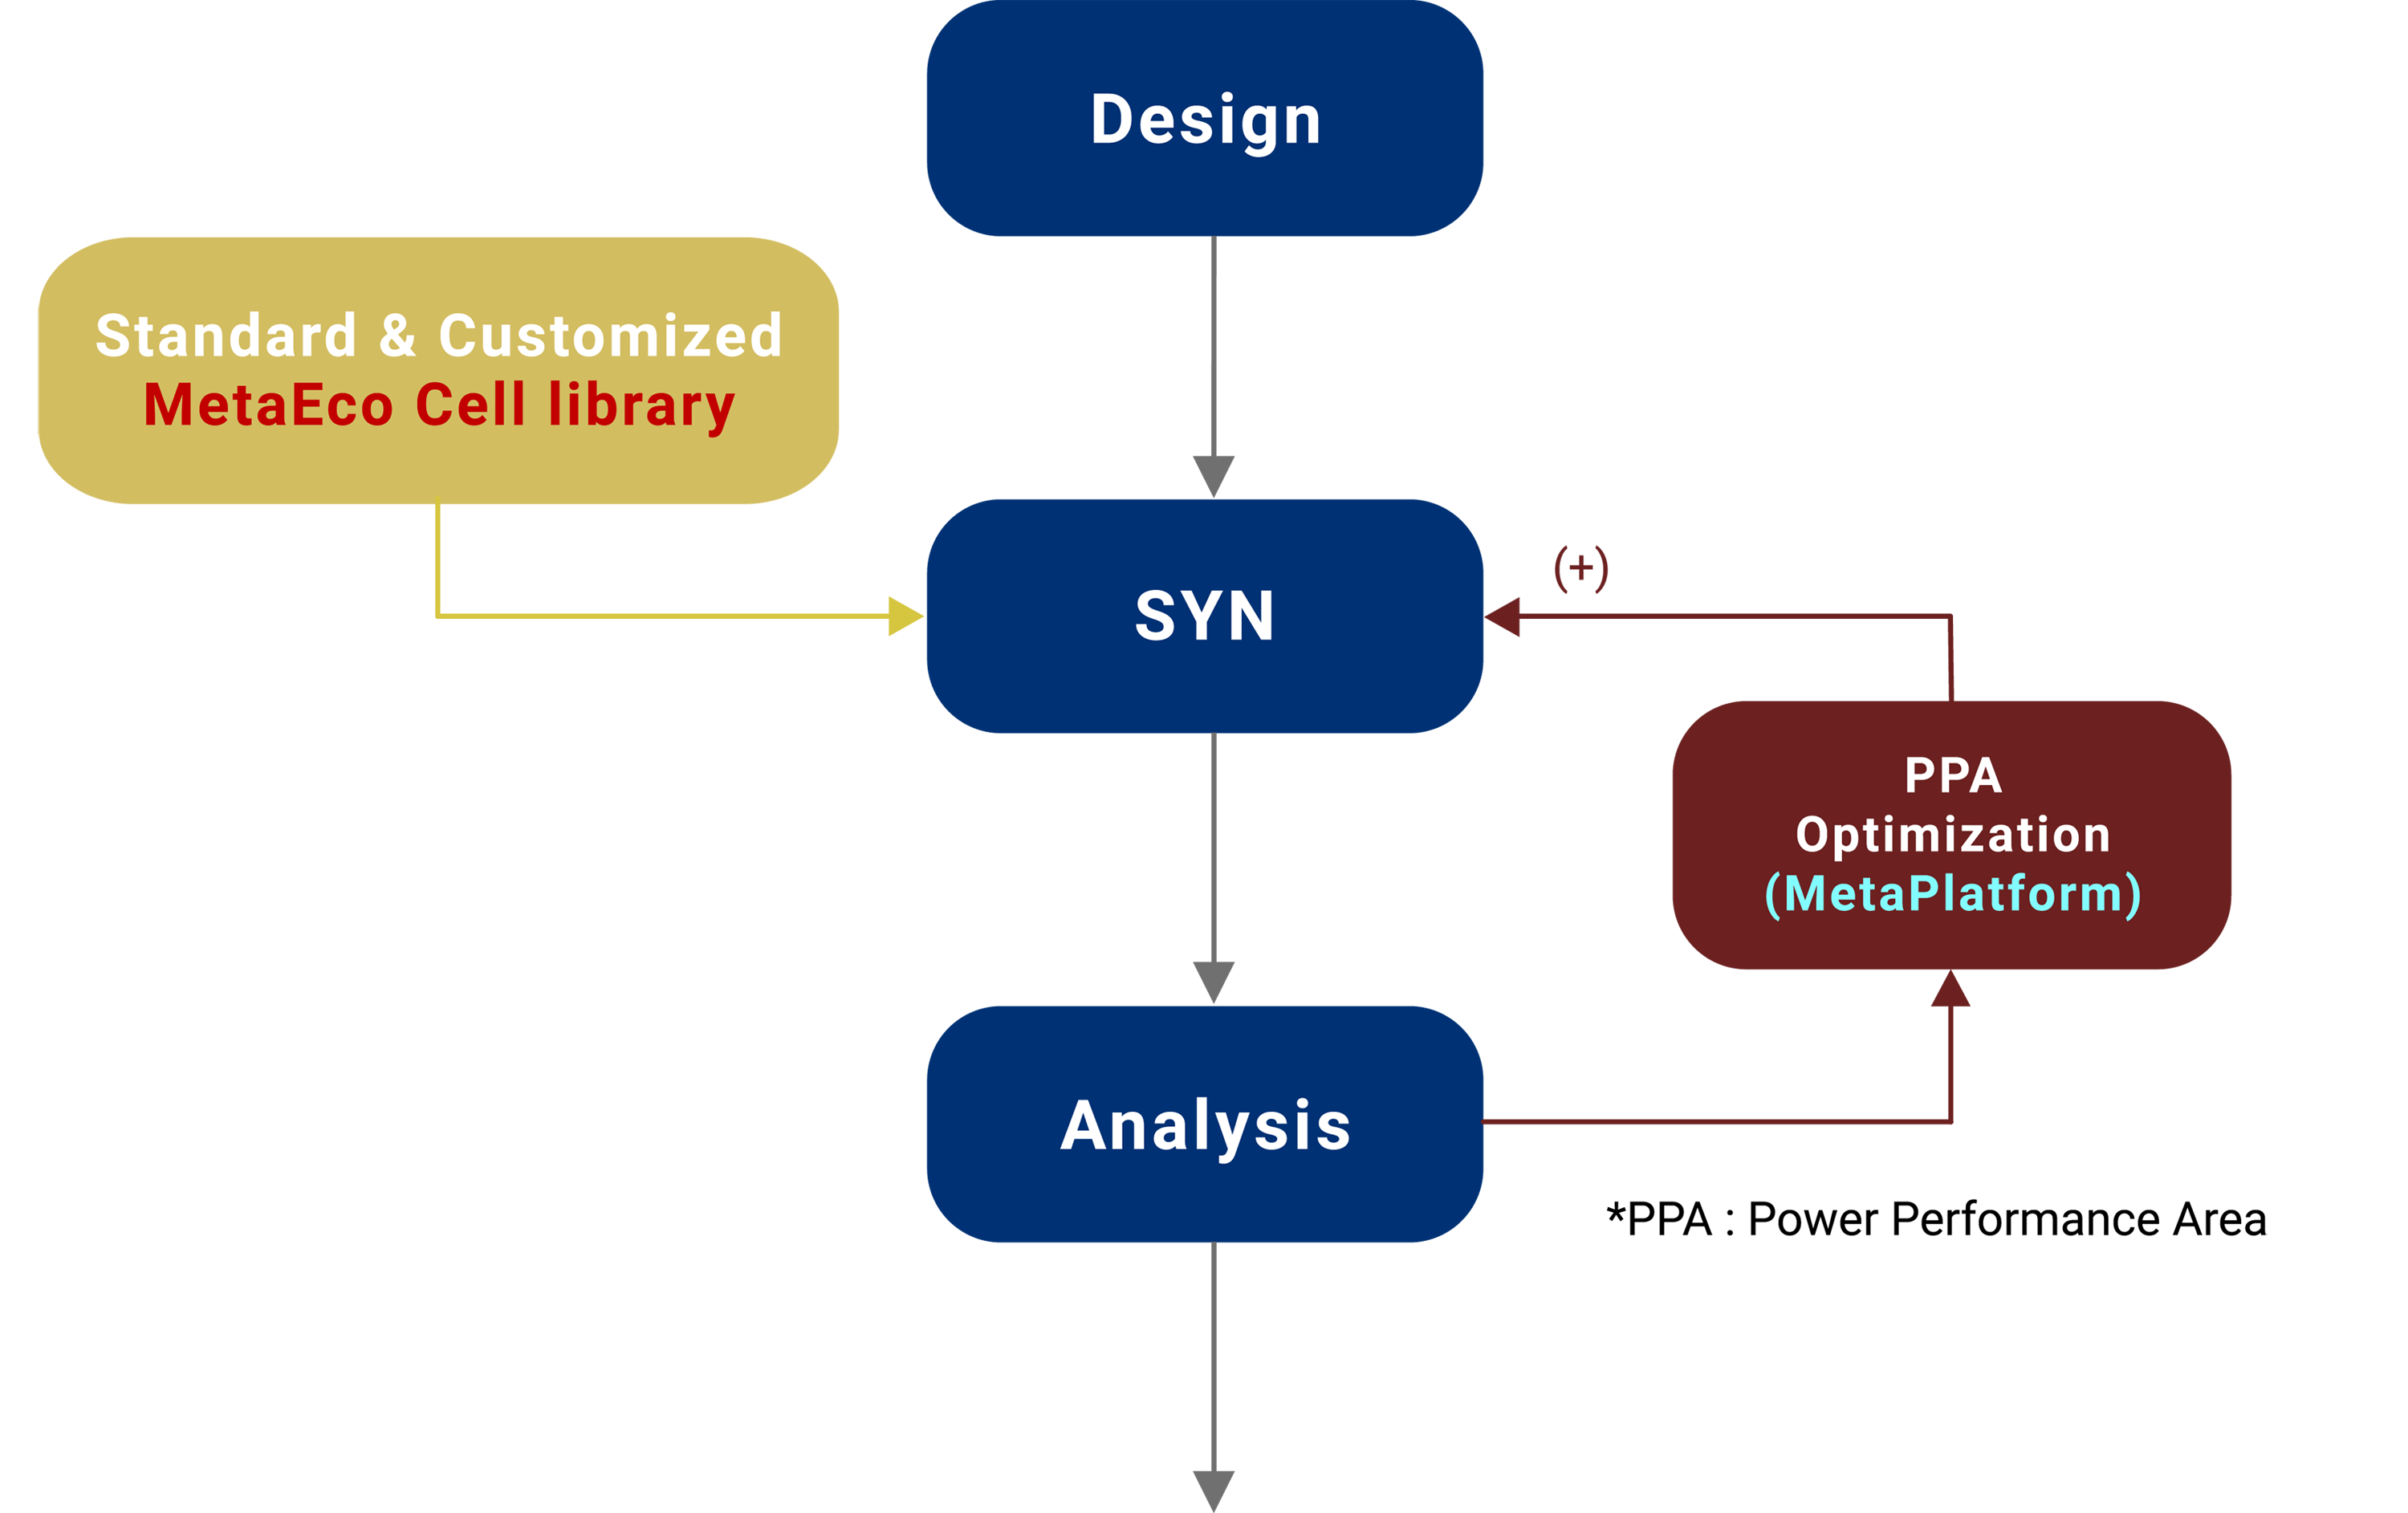 Design
Standard & Customized
MetaEco Cell library
SYN
(+)
PPA
Optimization
(MetaPlatform)
Analysis
*PPA : Power Performance Area